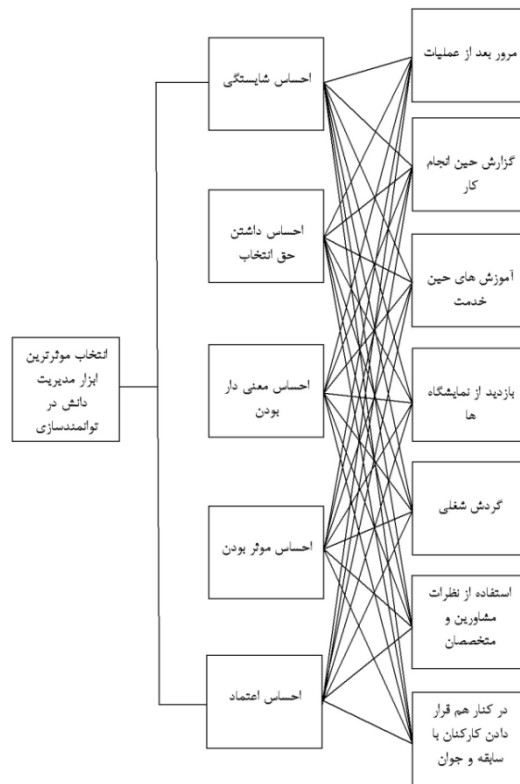 انتخاب موثرترین
ابزار مدیریت
دانش در
توانمندسازی
احساس شایستگی
احساس داشتن
حق انتخاب
احساس معنی دار
بودن
احساس موثر بودن
احساس اعتماد
مرور بعد از عملیات
گزارش حین انجام
کار
آموزش های حین
خدمت
بازدید از نمایشگاه
ها
گردش شغلی
استفاده از نظرات
مشاورین و
متخصصان
در کنار هم قرار
دادن کارکنان با
سابقه و جوان